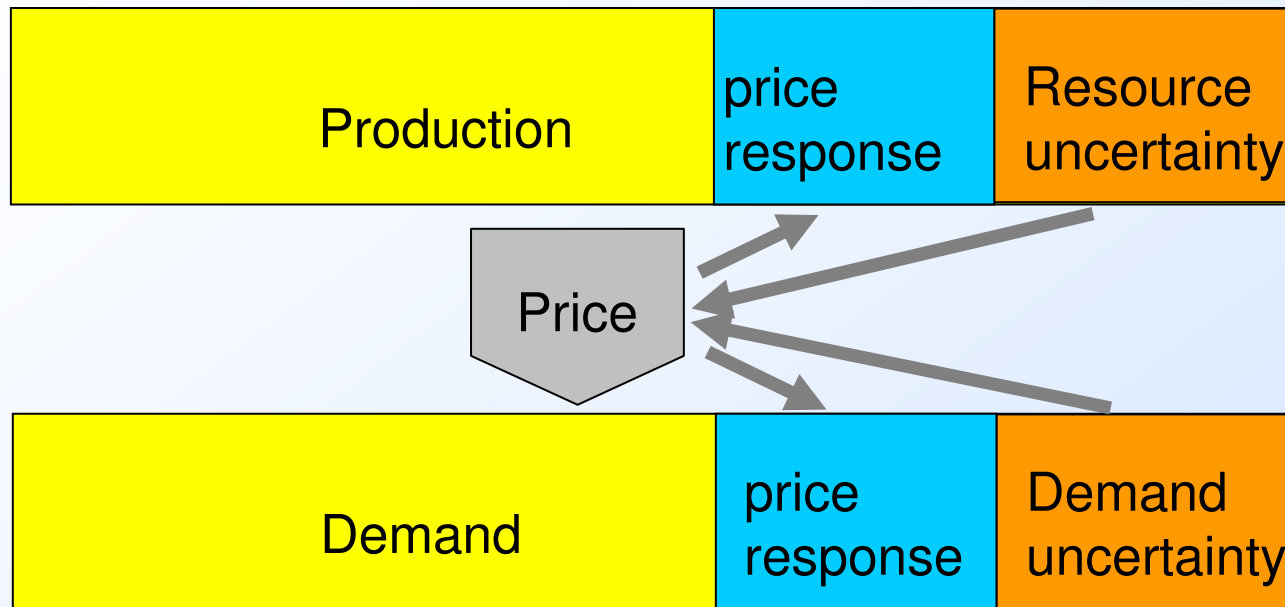 Production
price
response
Resource
uncertainty
Price
Demand
price
response
Demand
uncertainty